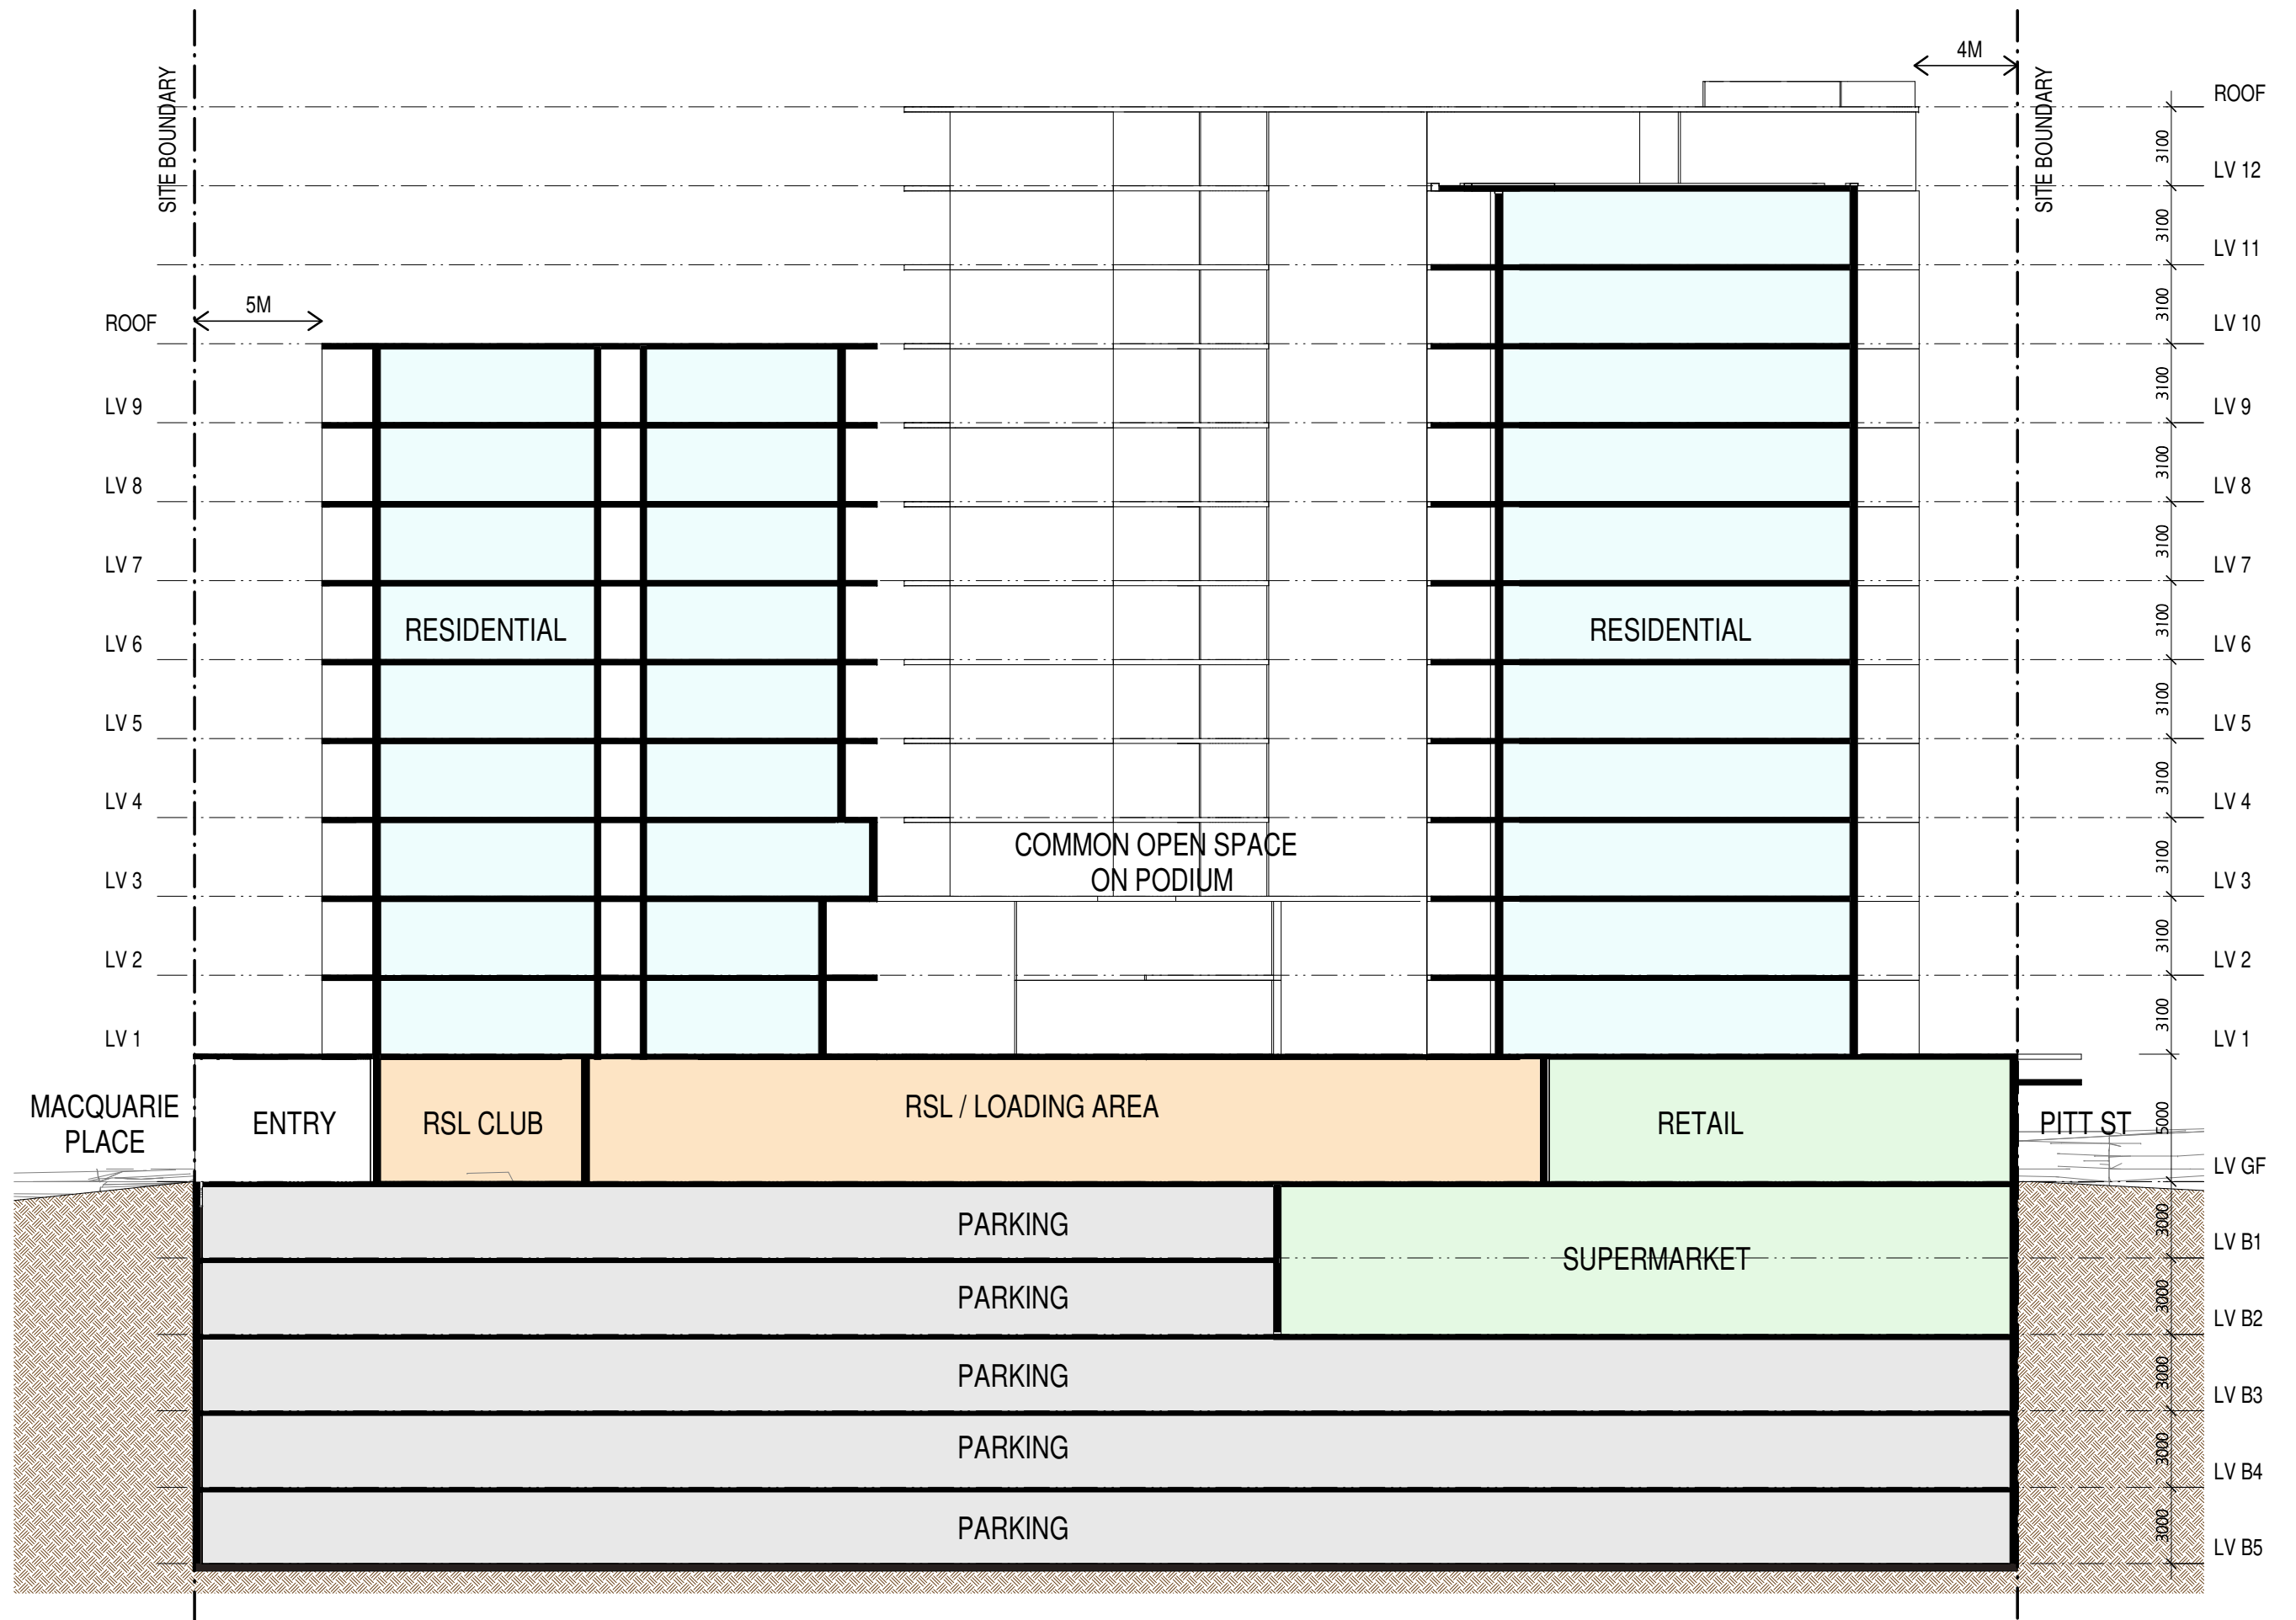 4M
SITE BOUNDARY
SITE BOUNDARY
ROOF
3100
LV 12
3100
LV 11
3100
5M
ROOF
LV 10
3100
LV 9
LV 9
3100
LV 8
LV 8
3100
LV 7
LV 7
3100
RESIDENTIAL
RESIDENTIAL
LV 6
LV 6
3100
LV 5
LV 5
3100
LV 4
LV 4
3100
COMMON OPEN SPACE
ON PODIUM
LV 3
LV 3
3100
LV 2
LV 2
3100
LV 1
LV 1
MACQUARIE
PLACE
ENTRY
RSL CLUB
RSL / LOADING AREA
RETAIL
PITT ST
5000
LV GF
PARKING
3000
LV B1
SUPERMARKET
PARKING
3000
LV B2
PARKING
3000
LV B3
PARKING
3000
LV B4
PARKING
3000
LV B5